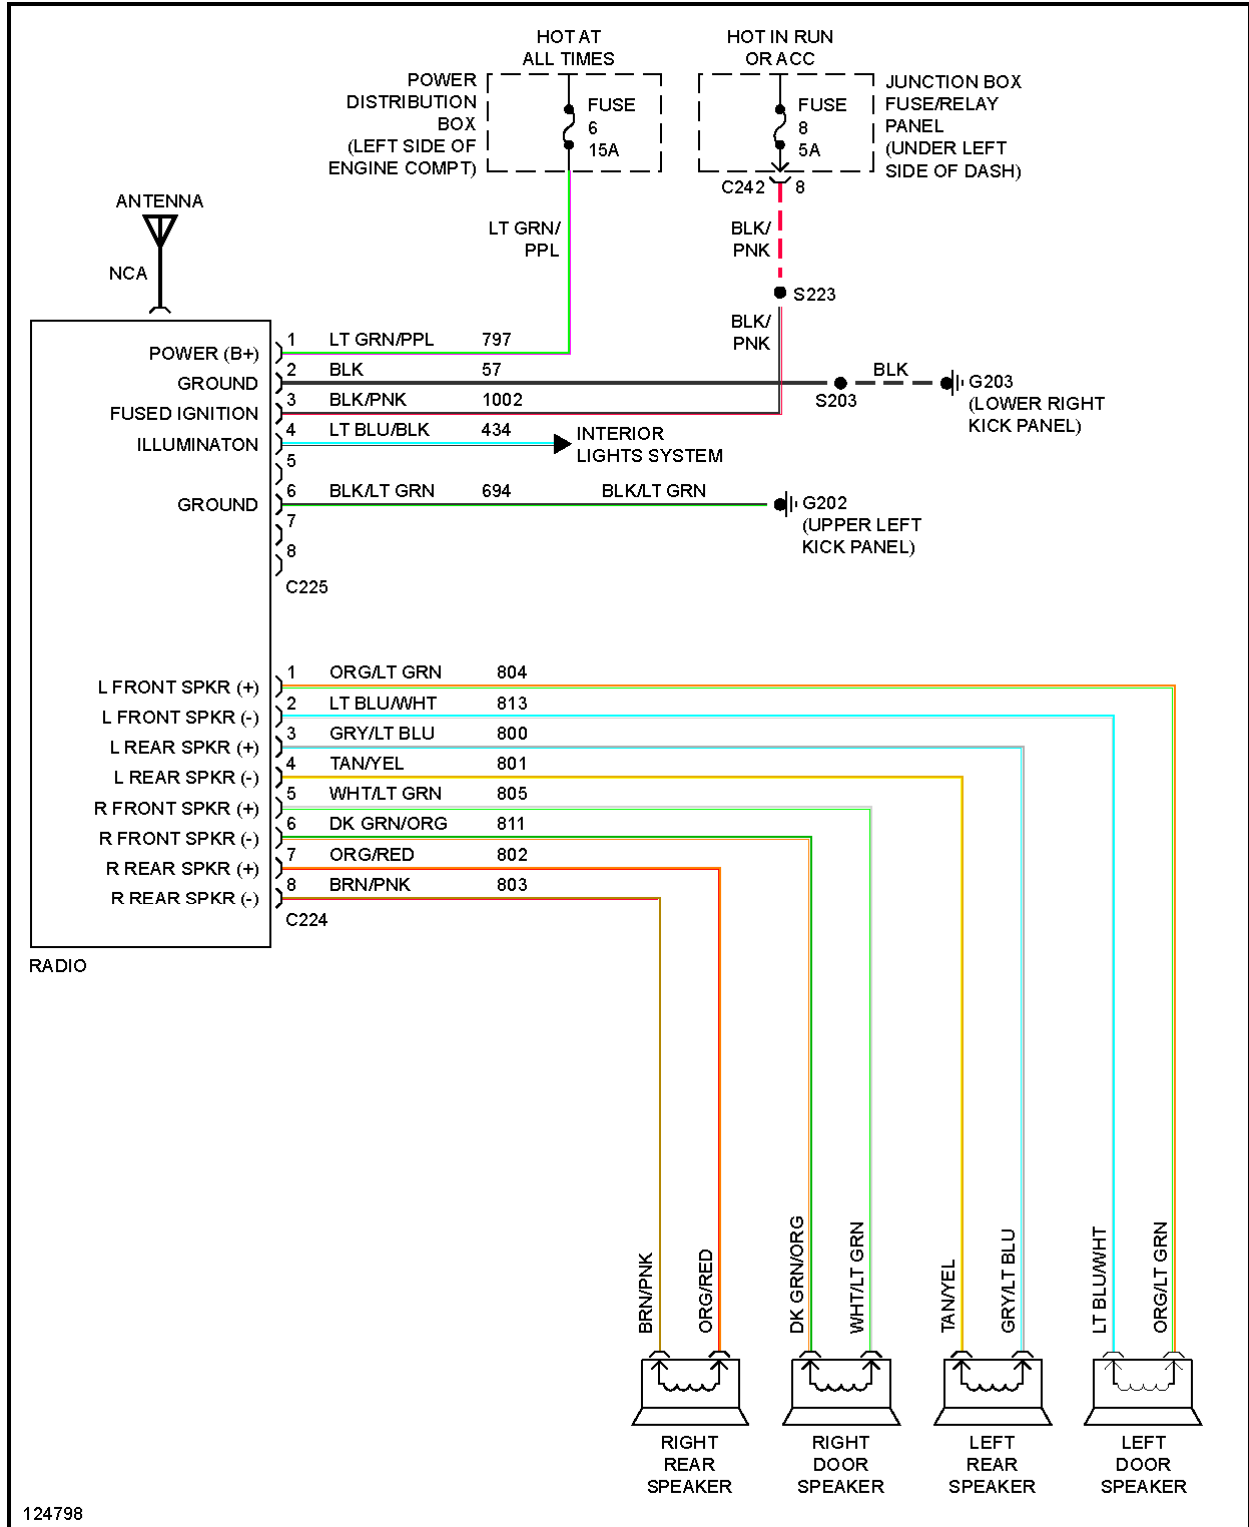 HOT AT
ALL TIMES
HOT IN RUN
OR ACC
POWER
DISTRIBUTION
BOX
(LEFT SIDE OF
ENGINE COMPT)
FUSE
6
15A
FUSE
8
5A
JUNCTION BOX
FUSE/RELAY
PANEL
(UNDER LEFT
SIDE OF DASH)
C242 8
ANTENNA
NCA
LT GRN/
PPL
BLK/
PNK
S223
BLK/
PNK
POWER (B+) 1 LT GRN/PPL 797
GROUND 2 BLK 57
S203
BLK
G203
(LOWER RIGHT
KICK PANEL)
FUSED IGNITION 3 BLK/PNK 1002
ILLUMINATON 4 LT BLU/BLK 434
INTERIOR
LIGHTS SYSTEM
5
GROUND 6 BLK/LT GRN 694 BLK/LT GRN
G202
(UPPER LEFT
KICK PANEL)
7
8
C225
L FRONT SPKR (+) 1 ORG/LT GRN 804
L FRONT SPKR (-) 2 LT BLU/WHT 813
L REAR SPKR (+) 3 GRY/LT BLU 800
L REAR SPKR (-) 4 TAN/YEL 801
R FRONT SPKR (+) 5 WHT/LT GRN 805
R FRONT SPKR (-) 6 DK GRN/ORG 811
R REAR SPKR (+) 7 ORG/RED 802
R REAR SPKR (-) 8 BRN/PNK 803
C224
RADIO
BRN/PNK
ORG/RED
DK GRN/ORG
WHT/LT GRN
TAN/YEL
GRY/LT BLU
LT BLU/WHT
ORG/LT GRN
RIGHT
REAR
SPEAKER
RIGHT
DOOR
SPEAKER
LEFT
REAR
SPEAKER
LEFT
DOOR
SPEAKER
124798